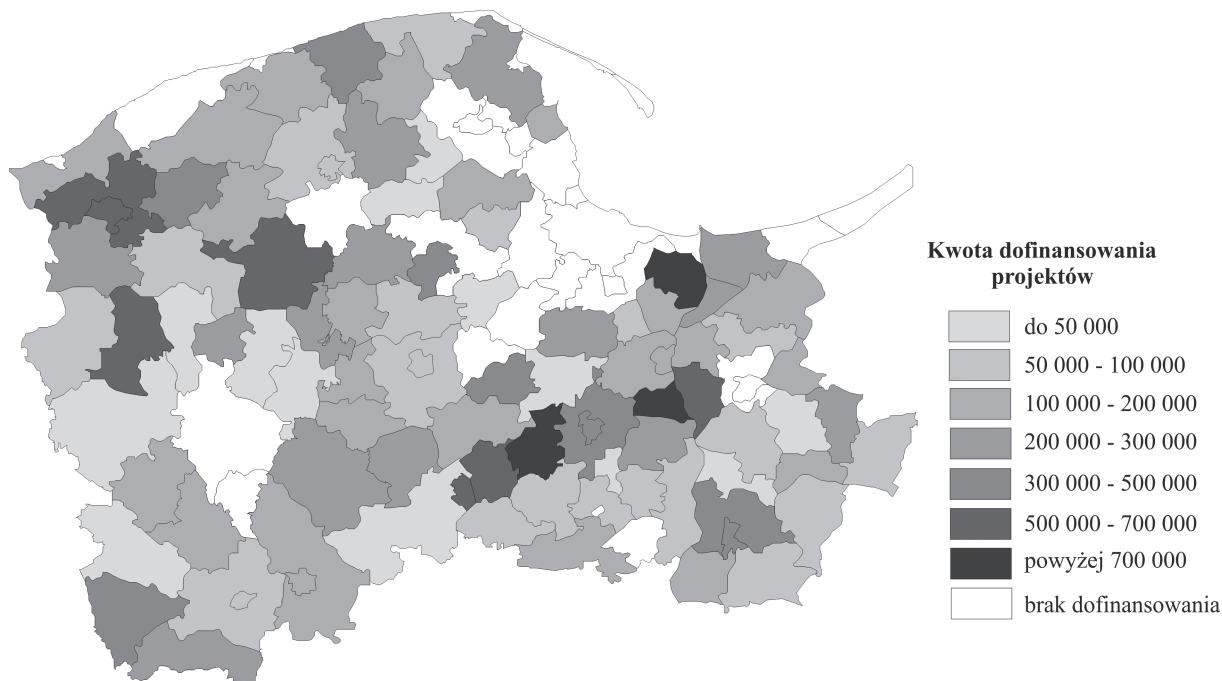 Kwota dofinansowania
projektów
do 50 000
50 000 - 100 000
100 000 - 200 000
200 000 - 300 000
300 000 - 500 000
500 000 - 700 000
powyżej 700 000
brak dofinansowania